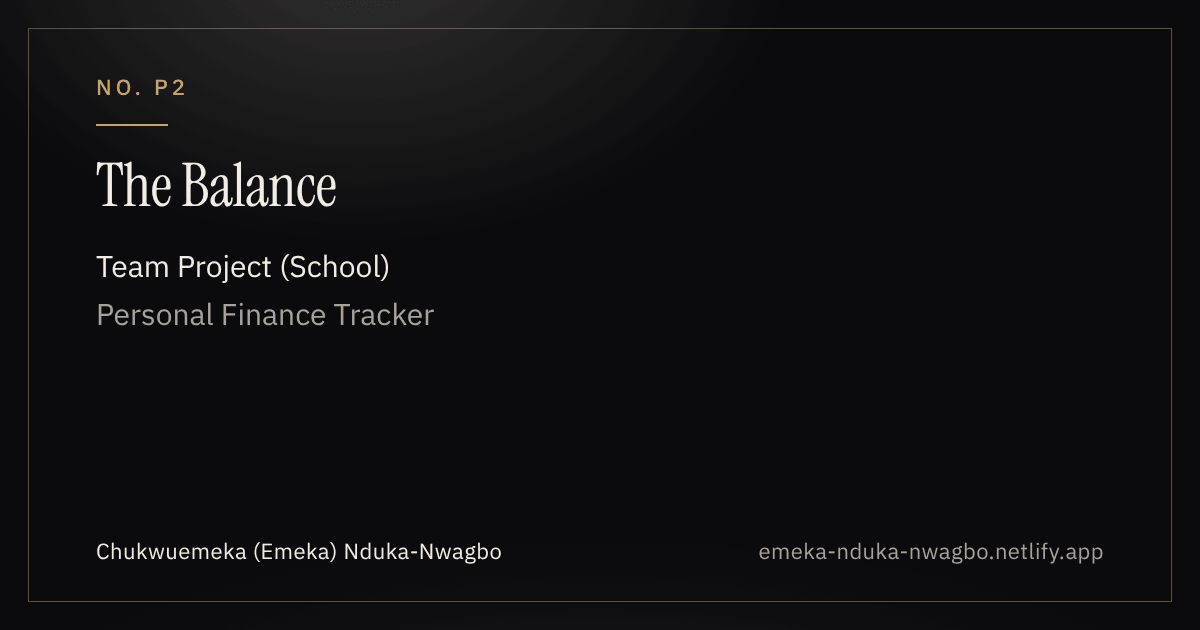 NO. P2
The Balance
Team Project (School)
Personal Finance Tracker
Chukwuemeka (Emeka) Nduka-Nwagbo
emeka-nduka-nwagbo.netlify.app